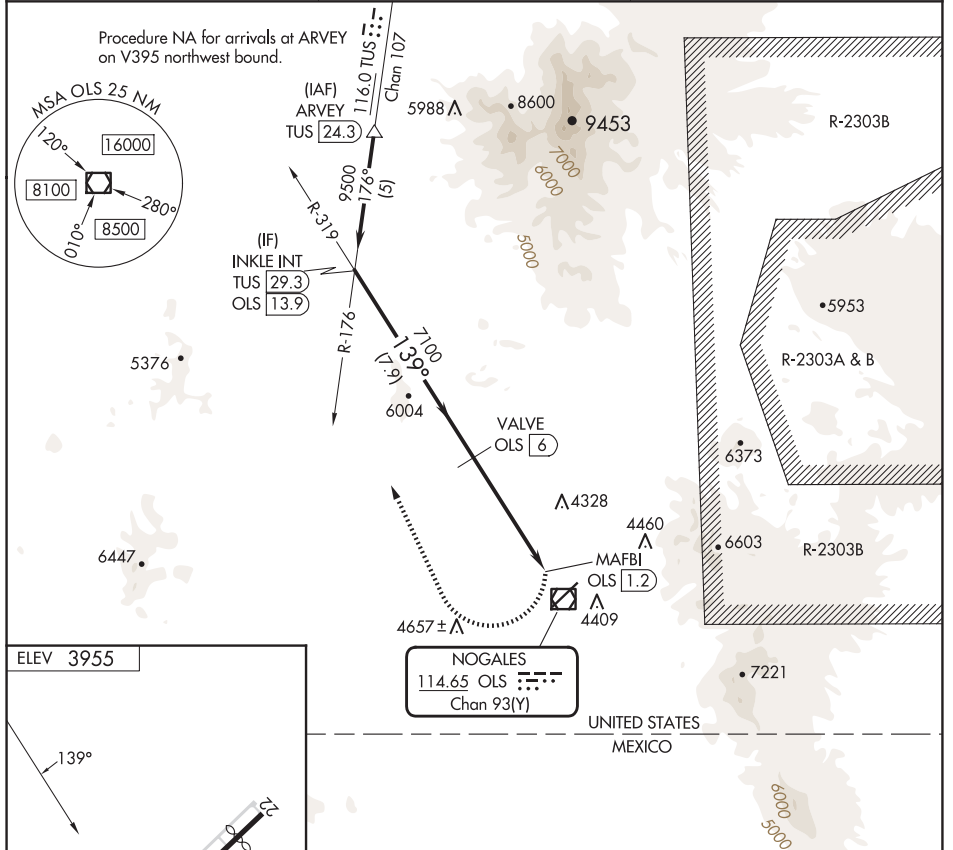 Procedure NA for arrivals at ARVEY
on V395 northwest bound.
MSA OLS 25 NM
120°
16000
8100
280°
010°
8500
116.0 TUS
Chan 107
(IAF)
ARVEY
TUS 24.3
9500
176°
(5)
5988
8600
9453
7000
6000
5000
R-2303B
R-319
(IF)
INKLE INT
TUS 29.3
OLS 13.9
R-176
7100
139°
(7.9)
6004
5376
5953
R-2303A & B
VALVE
OLS 6
6373
4328
4460
6603
R-2303B
6447
MAFBI
OLS 1.2
4409
4657±
NOGALES
114.65 OLS
Chan 93(Y)
7221
UNITED STATES
MEXICO
6000
5000
ELEV 3955
139°
22